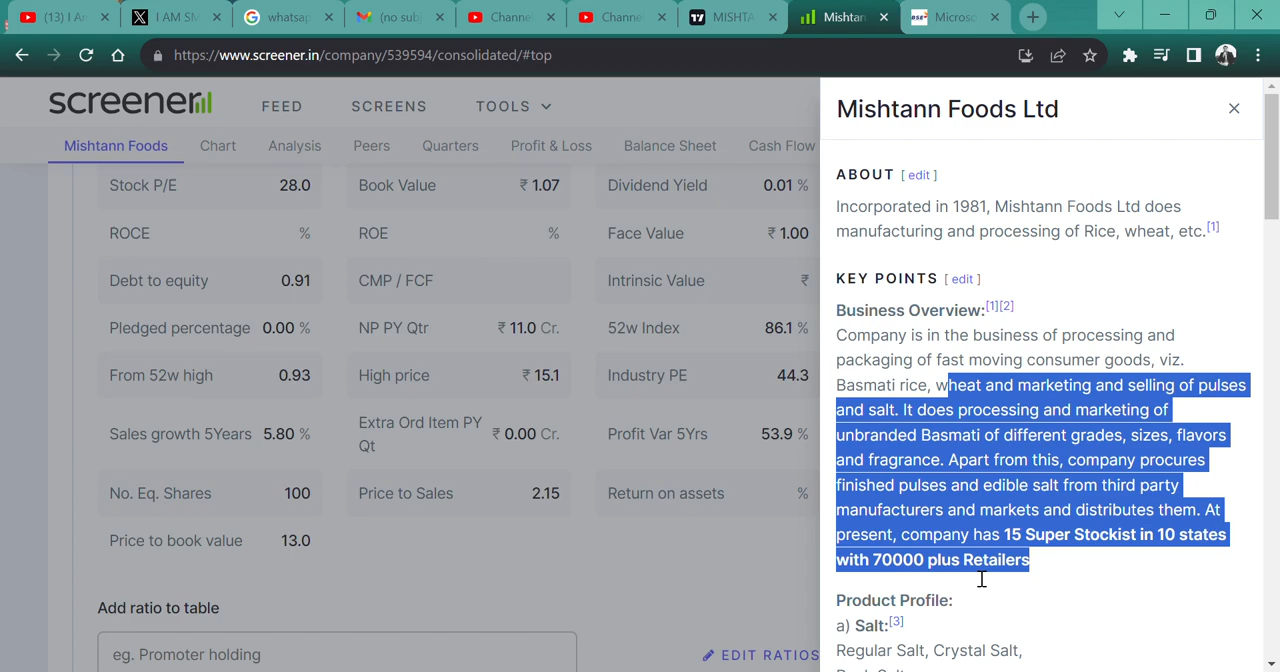 (13) I Ar
I AM SM
whatsap
(no sub)
Channe
Channe
MISHTA
Mishtan
Microsc
https://www.screener.in/company/539594/consolidated/#top
screener
FEED
SCREENS
TOOLS
Mishtann Foods
Chart
Analysis
Peers
Quarters
Profit & Loss
Balance Sheet
Cash Flow
Stock P/E 28.0
Book Value ₹ 1.07
Dividend Yield 0.01 %
ROCE %
ROE %
Face Value ₹ 1.00
Debt to equity 0.91
CMP / FCF
Intrinsic Value ₹
Pledged percentage 0.00 %
NP PY Qtr ₹ 11.0 Cr.
52w Index 86.1 %
From 52w high 0.93
High price ₹ 15.1
Industry PE 44.3
Sales growth 5Years 5.80 %
Extra Ord Item PY
Qt ₹ 0.00 Cr.
Profit Var 5Yrs 53.9 %
No. Eq. Shares 100
Price to Sales 2.15
Return on assets %
Price to book value 13.0
Add ratio to table
eg. Promoter holding
EDIT RATIOS
Mishtann Foods Ltd
ABOUT [ edit ]
Incorporated in 1981, Mishtann Foods Ltd does
manufacturing and processing of Rice, wheat, etc.[1]
KEY POINTS [ edit ]
Business Overview:[1][2]
Company is in the business of processing and
packaging of fast moving consumer goods, viz.
Basmati rice, wheat and marketing and selling of pulses
and salt. It does processing and marketing of
unbranded Basmati of different grades, sizes, flavors
and fragrance. Apart from this, company procures
finished pulses and edible salt from third party
manufacturers and markets and distributes them. At
present, company has 15 Super Stockist in 10 states
with 70000 plus Retailers
Product Profile:
a) Salt:[3]
Regular Salt, Crystal Salt,